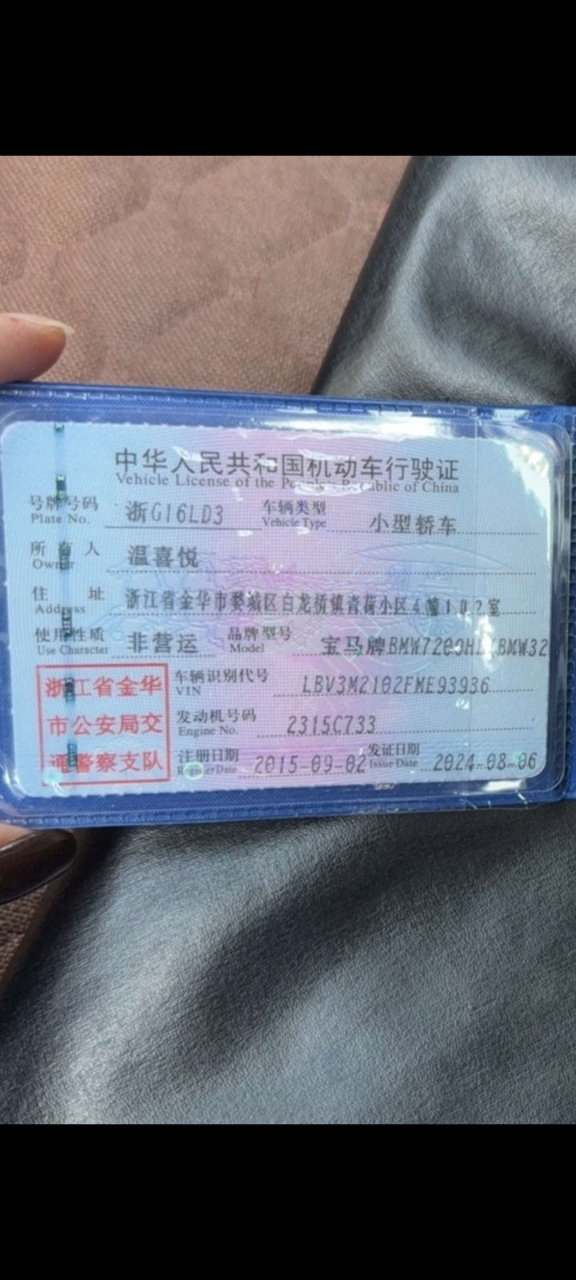 中华人民共和国机动车行驶证
Vehicle License of the People's Republic of China
号牌号码 浙G16LD3 车辆类型 小型轿车
Plate No. Vehicle Type
所有人 温喜悦
Owner
住址 浙江省金华市婺城区白龙桥镇青荷小区4幢102室
Address
使用性质 非营运 品牌型号 宝马牌BMW7200H
Use Character Model
车辆识别代号 LBV3M2102FME93936
VIN
发动机号码 2315C733
Engine No.
注册日期 2015-09-02 发证日期 2024-08-06
Register Date Issue Date
浙江省金华
市公安局交
通警察支队